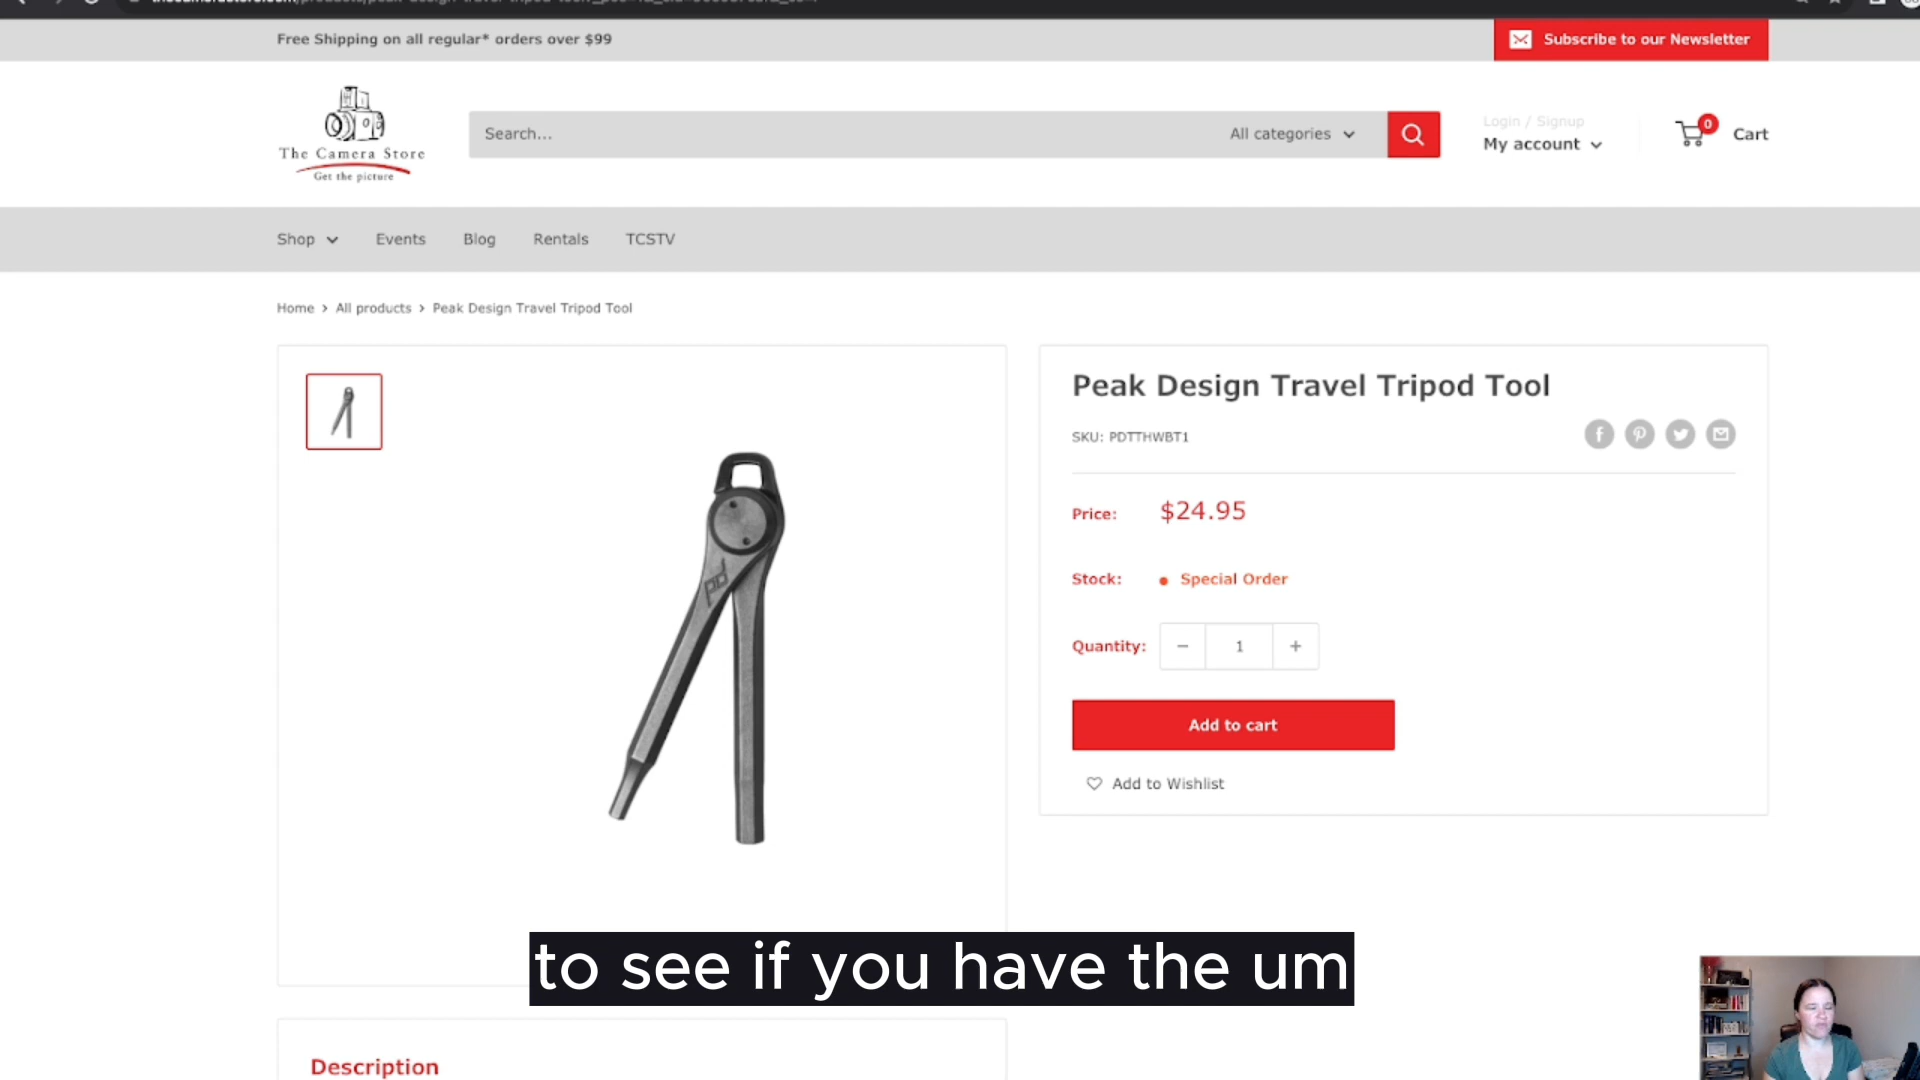 Free Shipping on all regular* orders over $99
Subscribe to our Newsletter
The Camera Store
Get the picture
Search...
All categories
Login / Signup
My account
0
Cart
Shop
Events
Blog
Rentals
TCSTV
Home > All products > Peak Design Travel Tripod Tool
Peak Design Travel Tripod Tool
SKU: PDTTHWBT1
Price: $24.95
Stock: Special Order
Quantity: − 1 +
Add to cart
Add to Wishlist
pd
to see if you have the um
Description